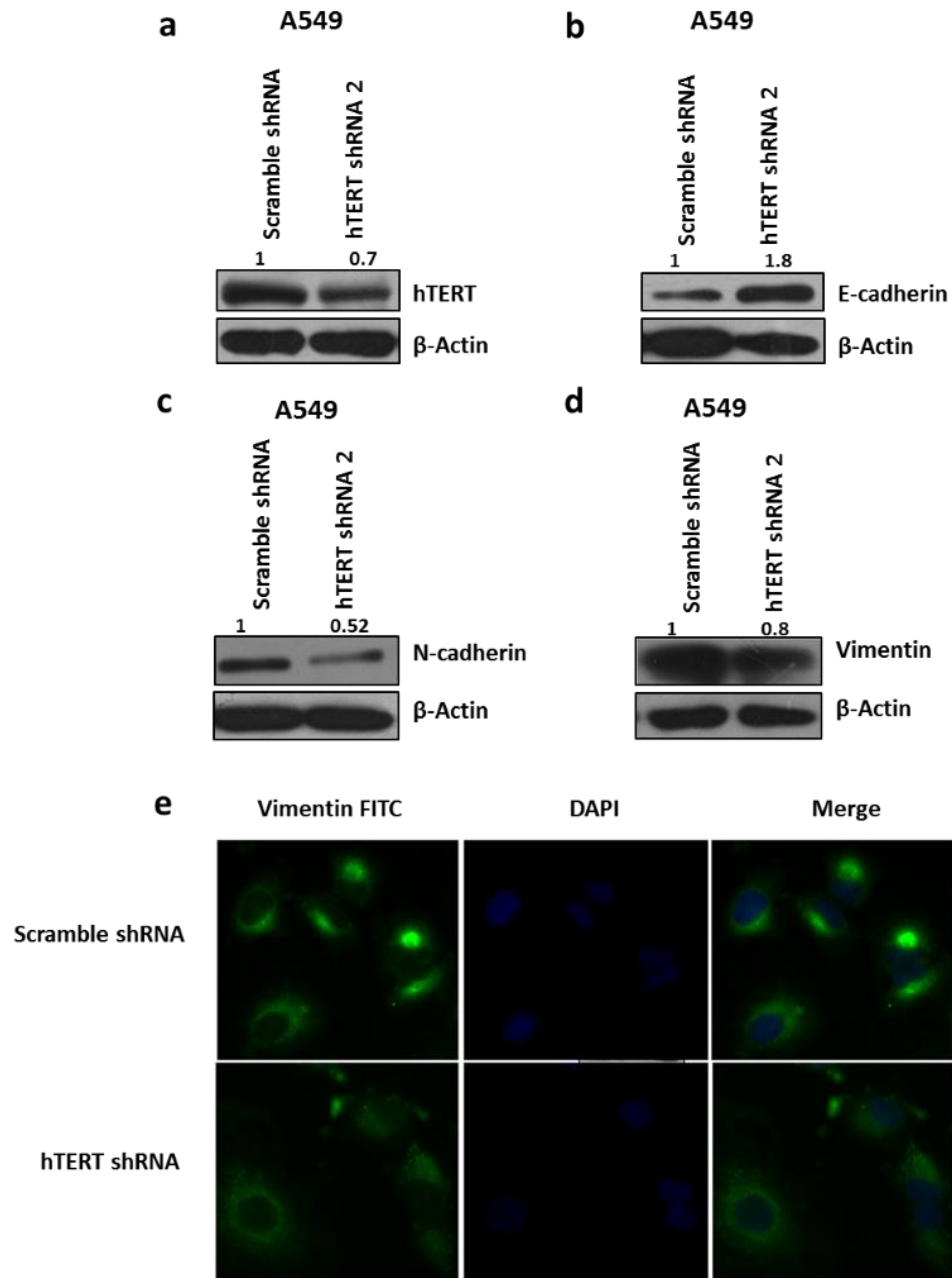 a
A549
Scramble shRNA
hTERT shRNA 2
1 0.7
hTERT
β-Actin
b
A549
Scramble shRNA
hTERT shRNA 2
1 1.8
E-cadherin
β-Actin
c
A549
Scramble shRNA
hTERT shRNA 2
1 0.52
N-cadherin
β-Actin
d
A549
Scramble shRNA
hTERT shRNA 2
1 0.8
Vimentin
β-Actin
e
Vimentin FITC DAPI Merge
Scramble shRNA
hTERT shRNA